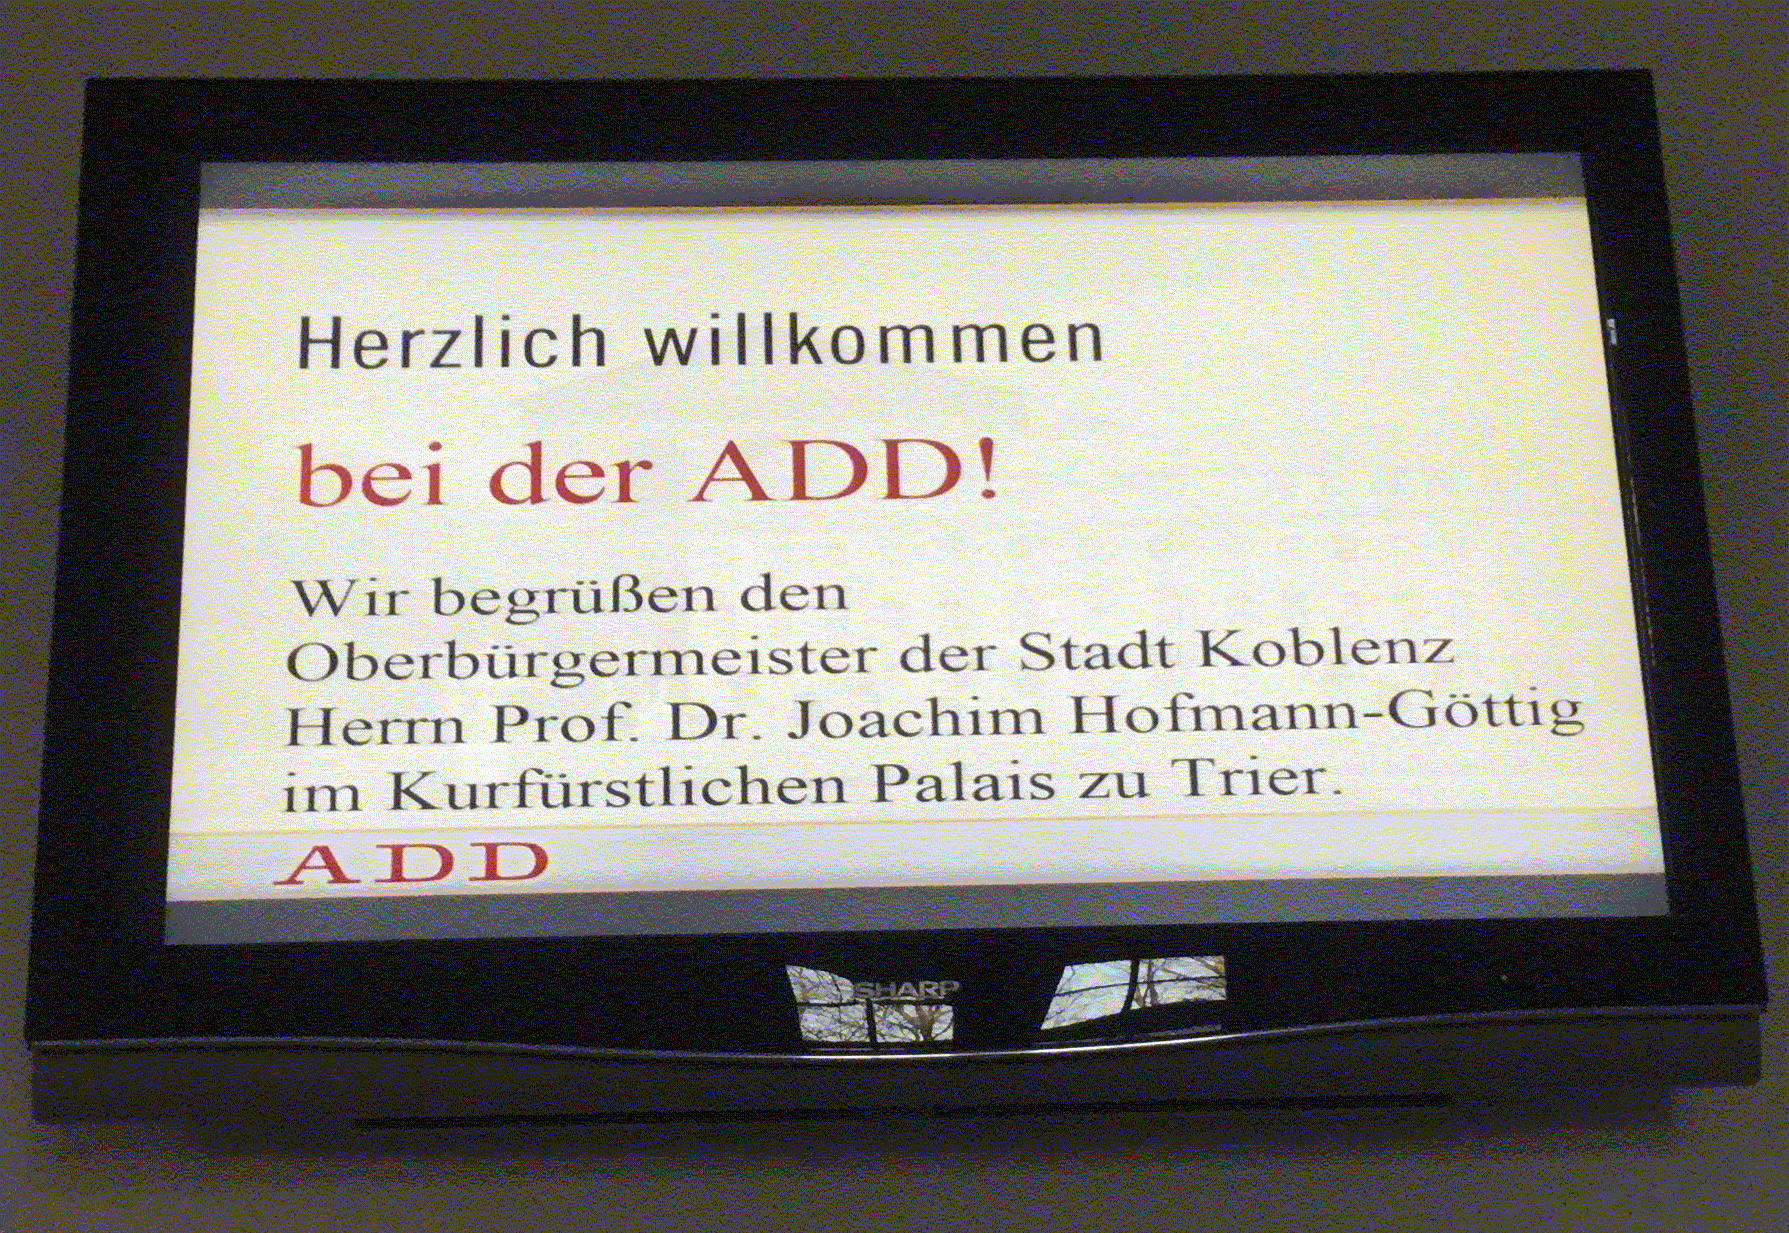 Herzlich willkommen
bei der ADD!
Wir begrüßen den
Oberbürgermeister der Stadt Koblenz
Herrn Prof. Dr. Joachim Hofmann-Göttig
im Kurfürstlichen Palais zu Trier.
ADD
SHARP